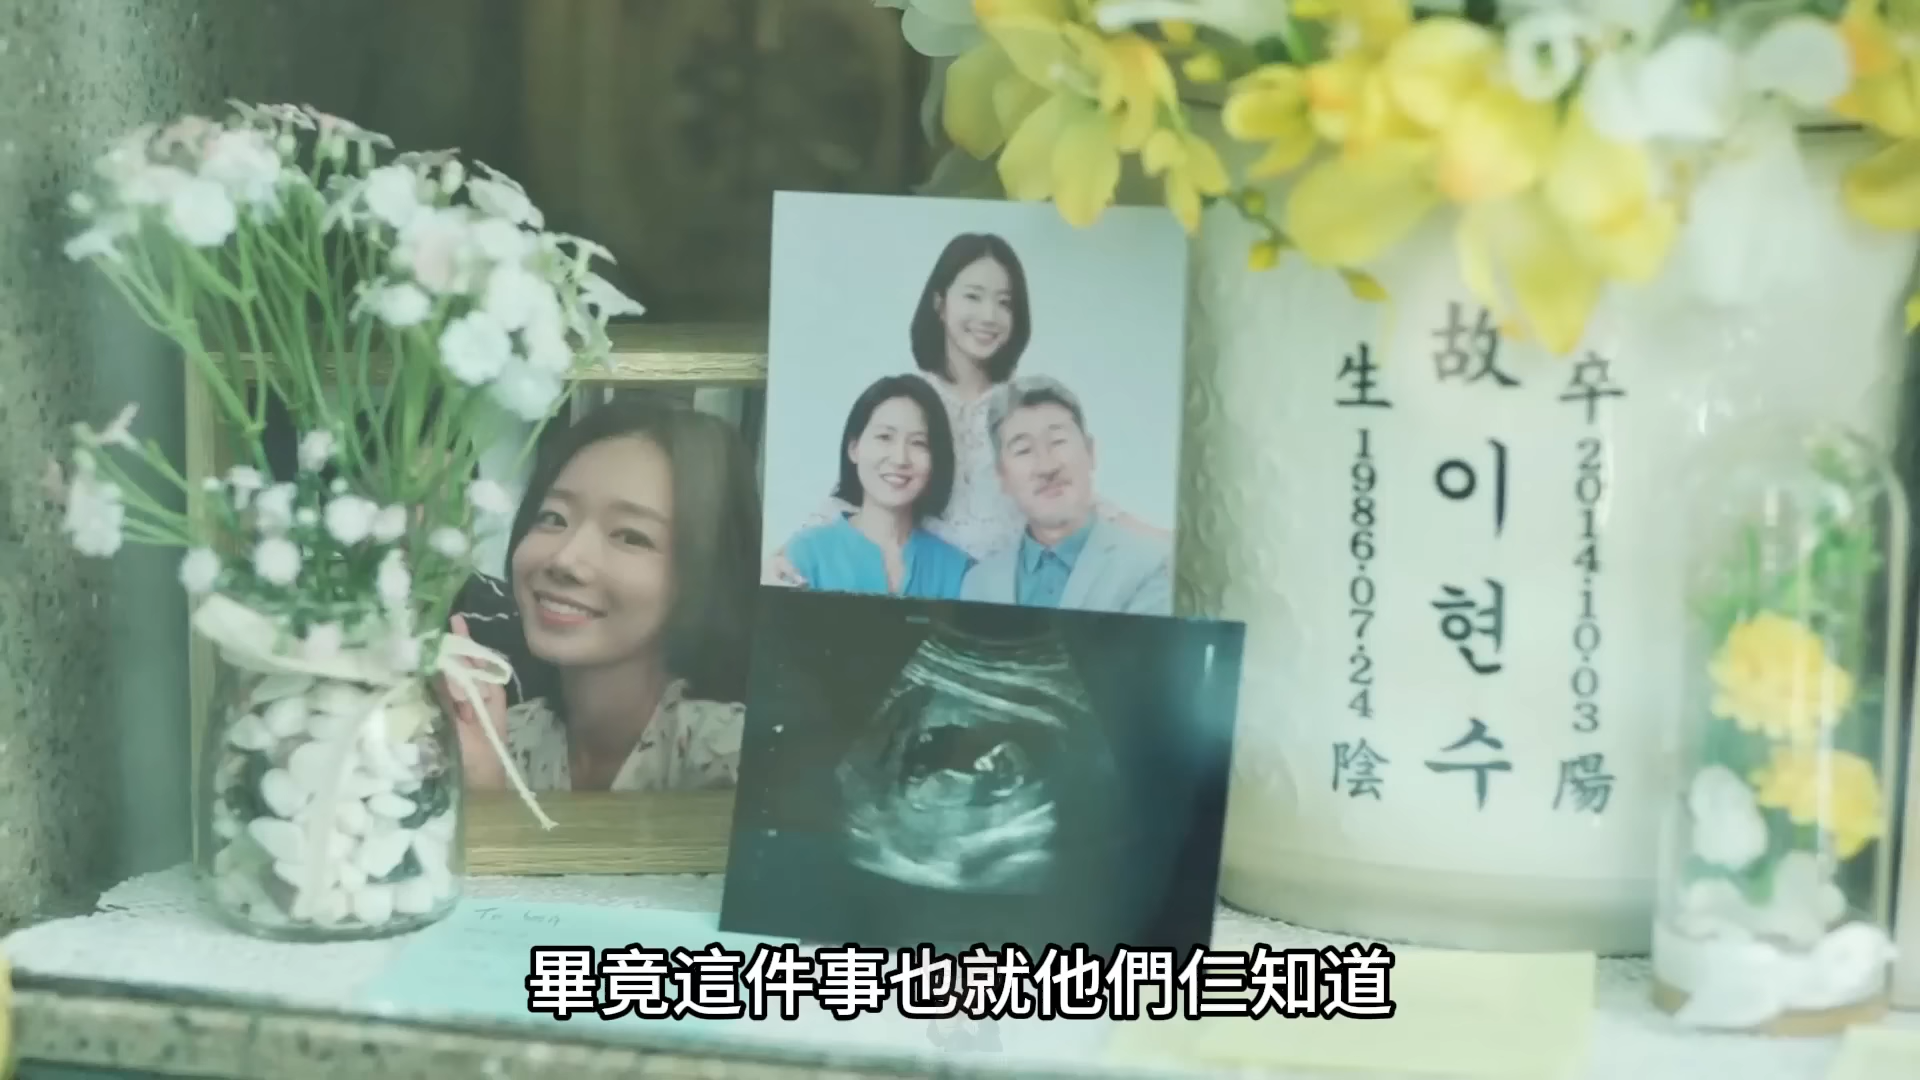 生 1986.07.24 陰
故 이현수
卒 2014.10.03 陽
畢竟這件事也就他們仨知道